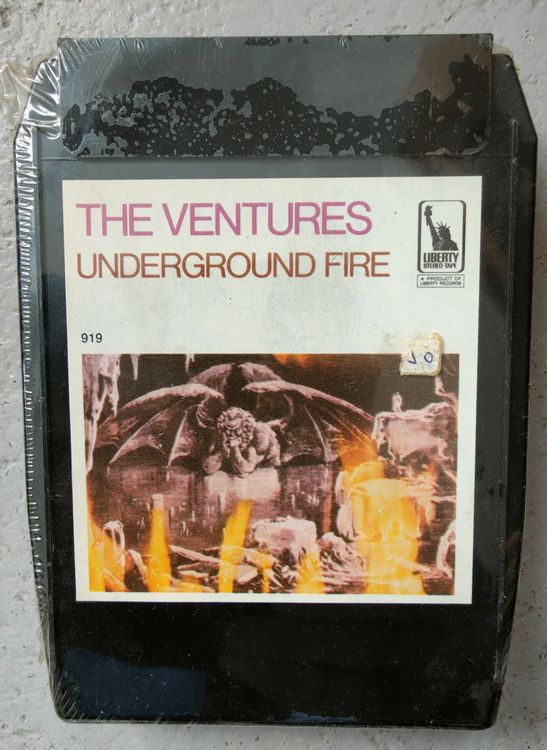 THE VENTURES
UNDERGROUND FIRE
LIBERTY
STEREO-TAPE
A PRODUCT OF
LIBERTY RECORDS
919